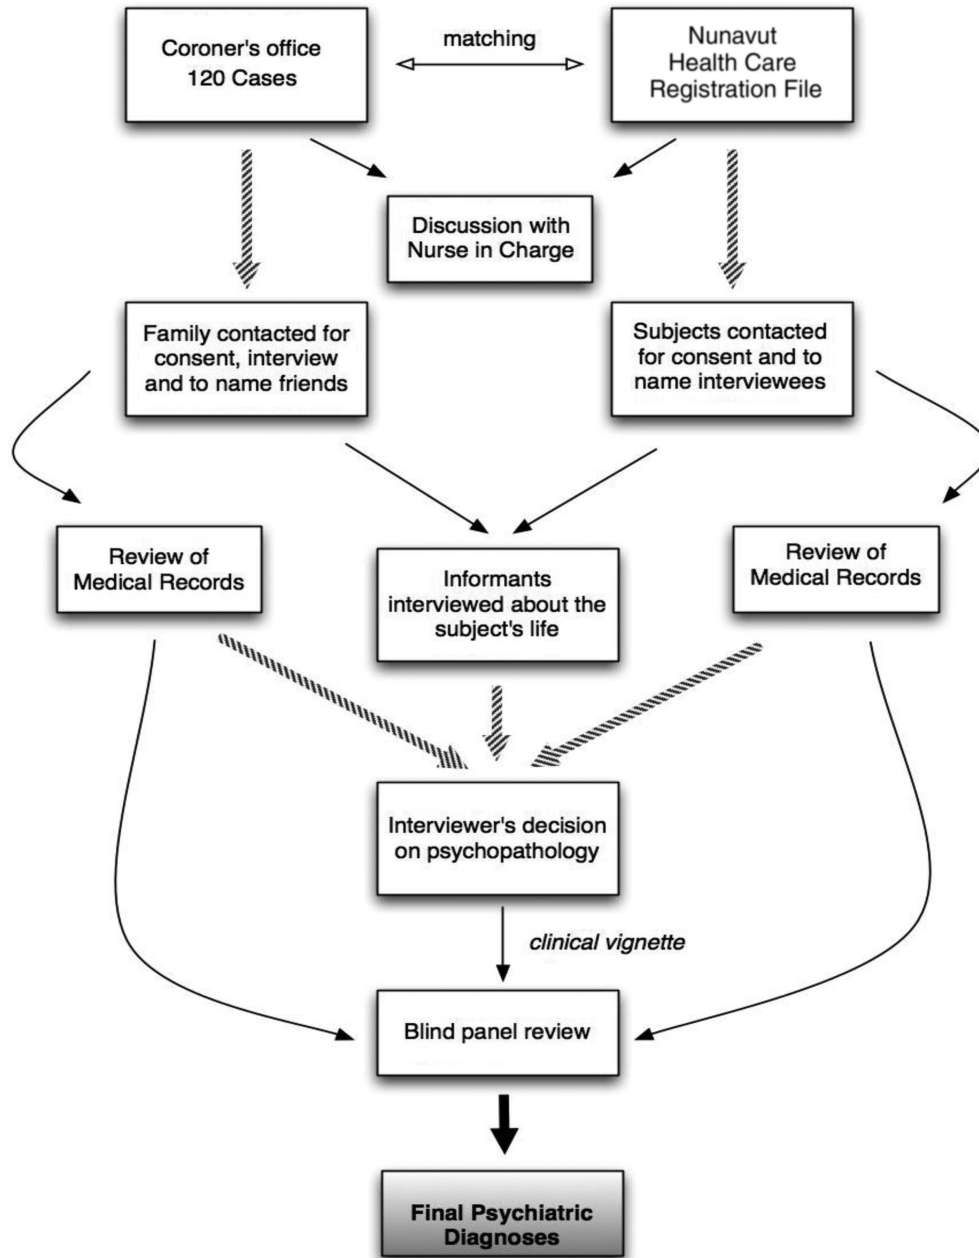 Coroner's office
120 Cases
matching
Nunavut
Health Care
Registration File
Discussion with
Nurse in Charge
Family contacted for
consent, interview
and to name friends
Subjects contacted
for consent and to
name interviewees
Review of
Medical Records
Informants
interviewed about the
subject's life
Review of
Medical Records
Interviewer's decision
on psychopathology
clinical vignette
Blind panel review
Final Psychiatric
Diagnoses